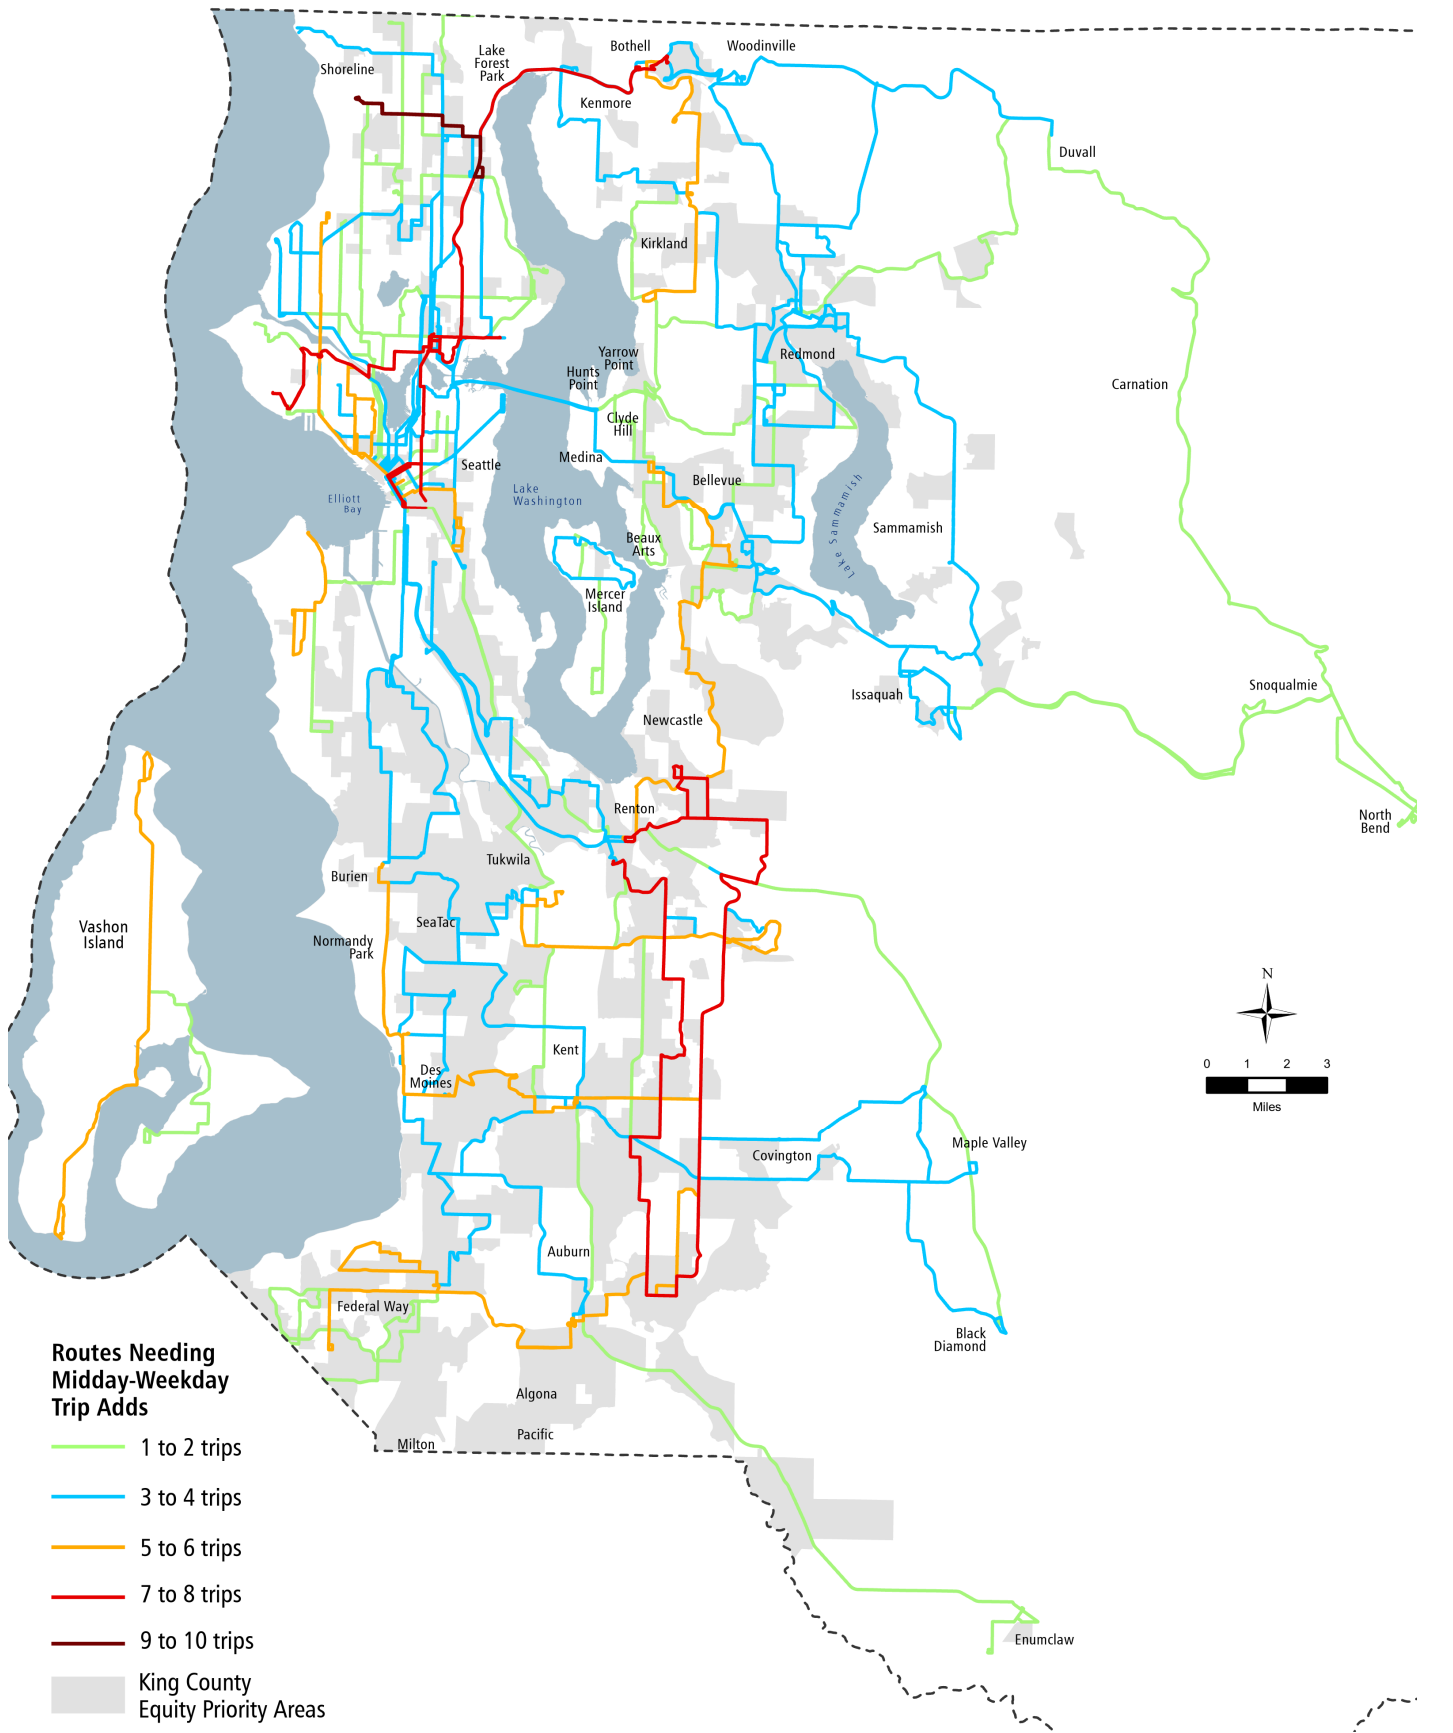 Bothell
Woodinville
Lake
Forest
Park
Shoreline
Kenmore
Duvall
Kirkland
Yarrow
Point
Redmond
Hunts
Point
Carnation
Clyde
Hill
Medina
Seattle
Bellevue
Lake
Washington
Elliott
Bay
Lake Sammamish
Sammamish
Beaux
Arts
Mercer
Island
Snoqualmie
Issaquah
Newcastle
Renton
North
Bend
Tukwila
Burien
SeaTac
Vashon
Island
Normandy
Park
N
Kent
0 1 2 3
Miles
Des
Moines
Maple Valley
Covington
Auburn
Federal Way
Black
Diamond
Routes Needing
Midday-Weekday
Trip Adds
Algona
Pacific
Milton
1 to 2 trips
3 to 4 trips
5 to 6 trips
7 to 8 trips
9 to 10 trips
Enumclaw
King County
Equity Priority Areas